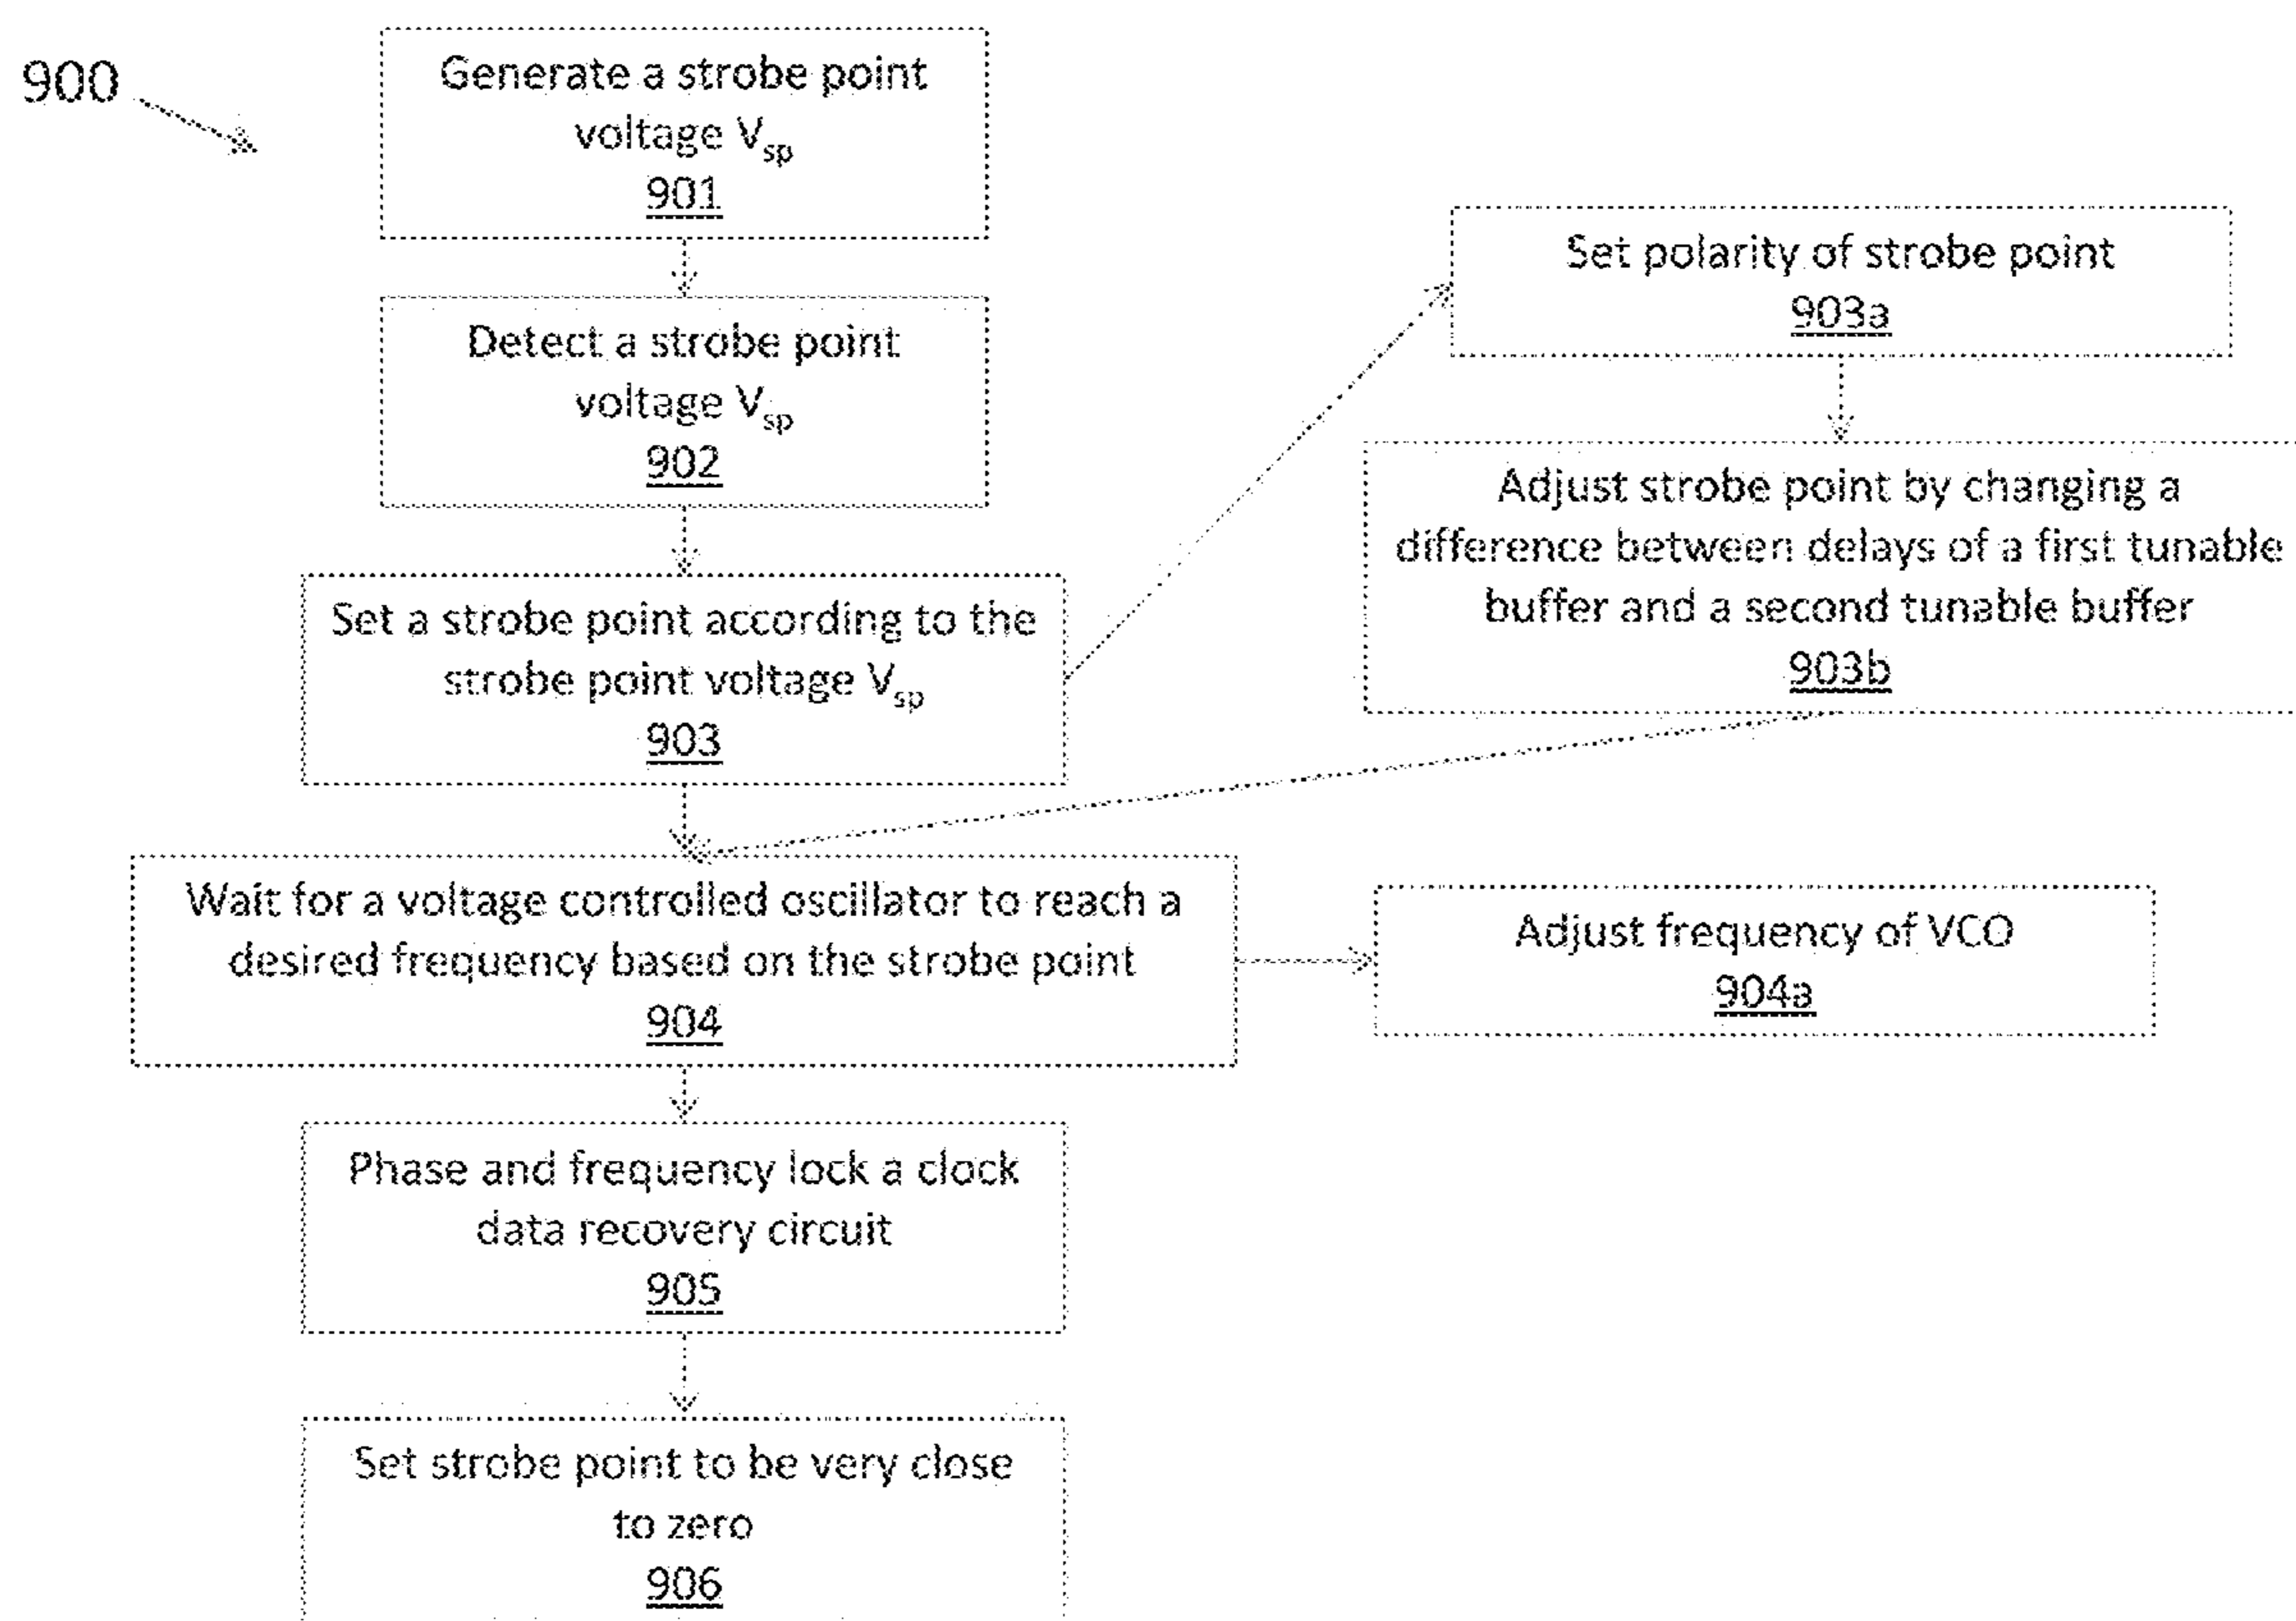 900
Generate a strobe point
voltage Vsp
901
Detect a strobe point
voltage Vsp
902
Set a strobe point according to the
strobe point voltage Vsp
903
Set polarity of strobe point
903a
Adjust strobe point by changing a
difference between delays of a first tunable
buffer and a second tunable buffer
903b
Wait for a voltage controlled oscillator to reach a
desired frequency based on the strobe point
904
Adjust frequency of VCO
904a
Phase and frequency lock a clock
data recovery circuit
905
Set strobe point to be very close
to zero
906